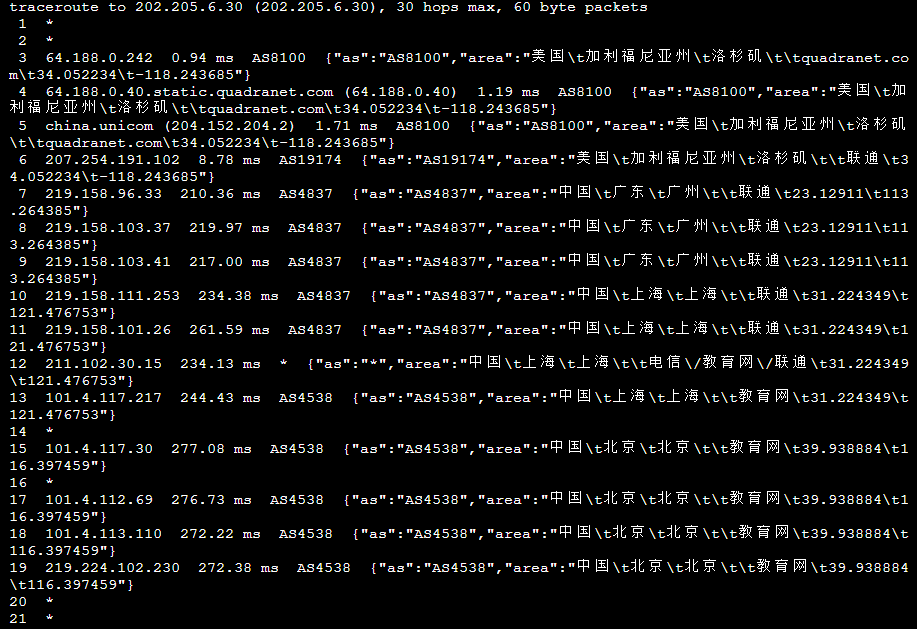 traceroute to 202.205.6.30 (202.205.6.30), 30 hops max, 60 byte packets
 1  *
 2  *
 3  64.188.0.242  0.94 ms  AS8100  {"as":"AS8100","area":"美国\t加利福尼亚州\t洛杉矶\t\tquadranet.co
m\t34.052234\t-118.243685"}
 4  64.188.0.40.static.quadranet.com (64.188.0.40)  1.19 ms  AS8100  {"as":"AS8100","area":"美国\t加
利福尼亚州\t洛杉矶\t\tquadranet.com\t34.052234\t-118.243685"}
 5  china.unicom (204.152.204.2)  1.71 ms  AS8100  {"as":"AS8100","area":"美国\t加利福尼亚州\t洛杉矶
\t\tquadranet.com\t34.052234\t-118.243685"}
 6  207.254.191.102  8.78 ms  AS19174  {"as":"AS19174","area":"美国\t加利福尼亚州\t洛杉矶\t\t联通\t3
4.052234\t-118.243685"}
 7  219.158.96.33  210.36 ms  AS4837  {"as":"AS4837","area":"中国\t广东\t广州\t\t联通\t23.12911\t113
.264385"}
 8  219.158.103.37  219.97 ms  AS4837  {"as":"AS4837","area":"中国\t广东\t广州\t\t联通\t23.12911\t11
3.264385"}
 9  219.158.103.41  217.00 ms  AS4837  {"as":"AS4837","area":"中国\t广东\t广州\t\t联通\t23.12911\t11
3.264385"}
10  219.158.111.253  234.38 ms  AS4837  {"as":"AS4837","area":"中国\t上海\t上海\t\t联通\t31.224349\t
121.476753"}
11  219.158.101.26  261.59 ms  AS4837  {"as":"AS4837","area":"中国\t上海\t上海\t\t联通\t31.224349\t1
21.476753"}
12  211.102.30.15  234.13 ms  *  {"as":"*","area":"中国\t上海\t上海\t\t电信\/教育网\/联通\t31.224349
\t121.476753"}
13  101.4.117.217  244.43 ms  AS4538  {"as":"AS4538","area":"中国\t上海\t上海\t\t教育网\t31.224349\t
121.476753"}
14  *
15  101.4.117.30  277.08 ms  AS4538  {"as":"AS4538","area":"中国\t北京\t北京\t\t教育网\t39.938884\t1
16.397459"}
16  *
17  101.4.112.69  276.73 ms  AS4538  {"as":"AS4538","area":"中国\t北京\t北京\t\t教育网\t39.938884\t1
16.397459"}
18  101.4.113.110  272.22 ms  AS4538  {"as":"AS4538","area":"中国\t北京\t北京\t\t教育网\t39.938884\t
116.397459"}
19  219.224.102.230  272.38 ms  AS4538  {"as":"AS4538","area":"中国\t北京\t北京\t\t教育网\t39.938884
\t116.397459"}
20  *
21  *